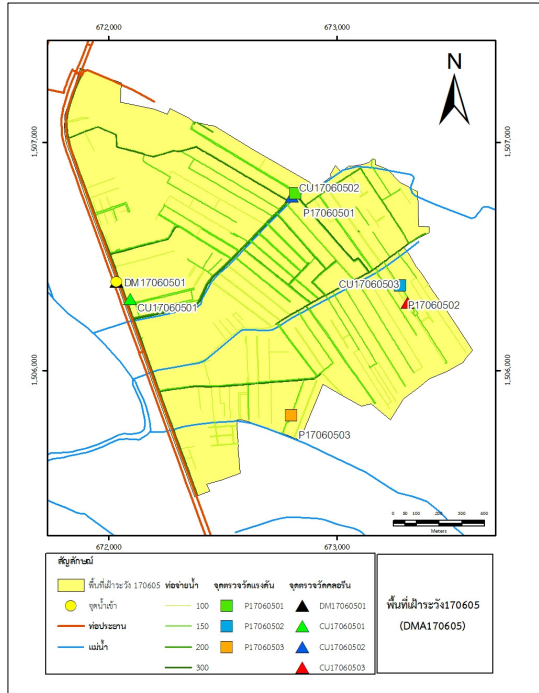 672,000 673,000
N
1,507,000 1,507,000
CU17060502
P17060501
DM17060501
CU17060503
CU17060501
P17060502
1,506,000 1,506,000
P17060503
0 50 100 200 300 400
Meters
672,000 673,000
สัญลักษณ์
พื้นที่เฝ้าระวัง 170605
จุดน้ำเข้า
ท่อประธาน
แม่น้ำ
ท่อจ่ายน้ำ
100
150
200
300
จุดตรวจวัดแรงดัน
P17060501
P17060502
P17060503
จุดตรวจวัดคลอรีน
DM17060501
CU17060501
CU17060502
CU17060503
พื้นที่เฝ้าระวัง170605
(DMA170605)